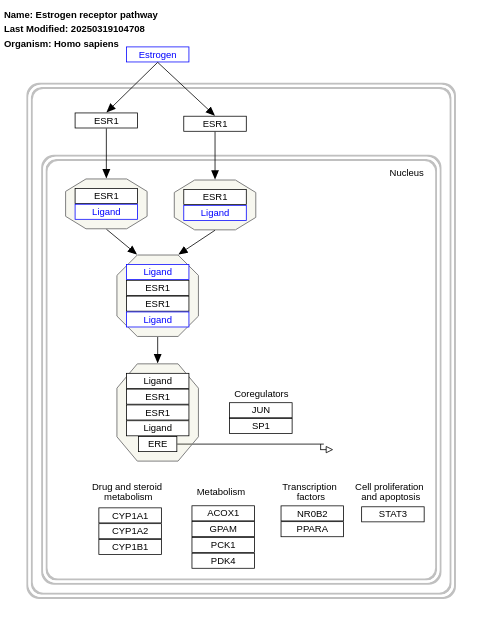 Name: Estrogen receptor pathway
Last Modified: 20250319104708
Organism: Homo sapiens
Estrogen
ESR1
ESR1
Nucleus
ESR1
Ligand
ESR1
Ligand
Ligand
ESR1
ESR1
Ligand
Ligand
ESR1
ESR1
Ligand
ERE
Coregulators
JUN
SP1
Drug and steroid
metabolism
CYP1A1
CYP1A2
CYP1B1
Metabolism
ACOX1
GPAM
PCK1
PDK4
Transcription
factors
NR0B2
PPARA
Cell proliferation
and apoptosis
STAT3